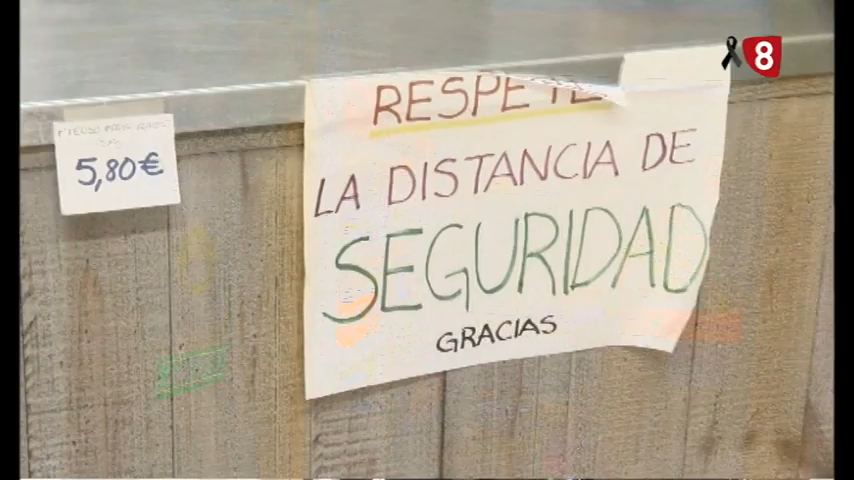 8
5,80€
RESPETE
LA DISTANCIA DE
SEGURIDAD
GRACIAS